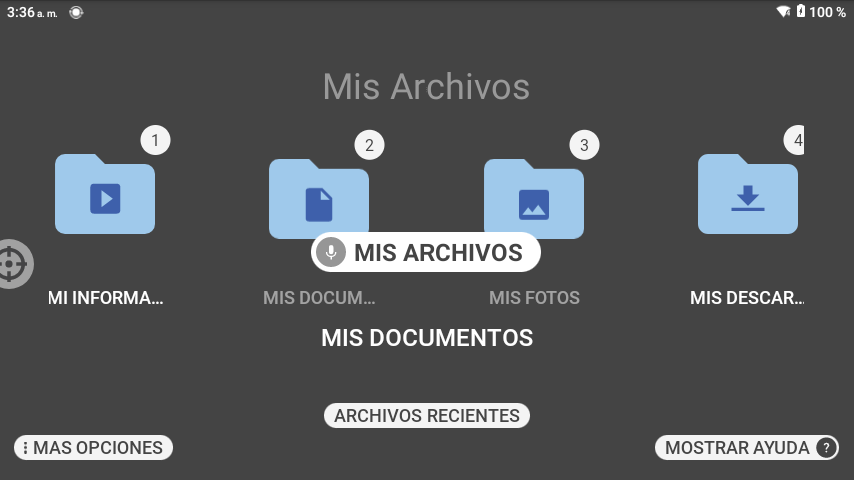 3:36 a. m.
100 %
Mis Archivos
1
2
3
4
MIS ARCHIVOS
MI INFORMA...
MIS DOCUM...
MIS FOTOS
MIS DESCAR...
MIS DOCUMENTOS
ARCHIVOS RECIENTES
MAS OPCIONES
MOSTRAR AYUDA ?